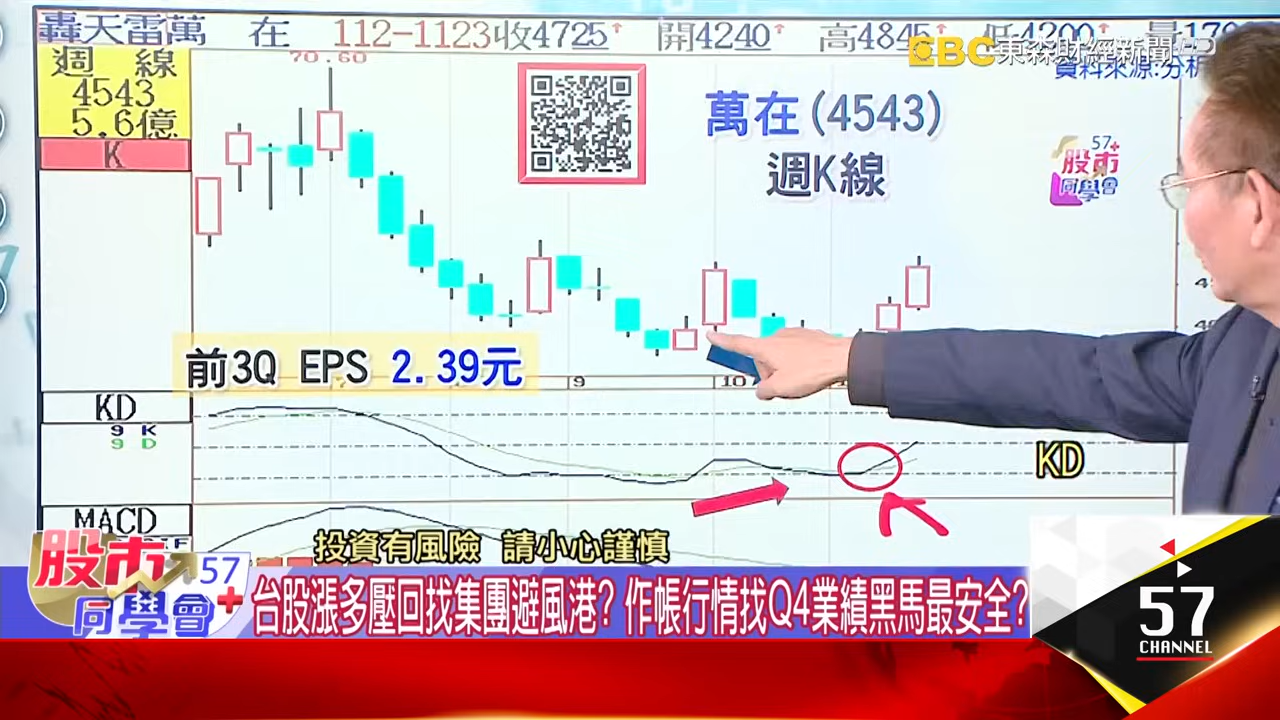 轟天雷萬 在 112-1123收4725↑ 開4240↑ 高4845↑ 低4200↑
EBC 東森財經新聞
資料來源:分析
週 線
4543
5.6億
K
70.60
萬在(4543)
週K線
57+
股市
同學會
前3Q EPS 2.39元
9
10
KD
9 K
9 D
KD
MACD
投資有風險 請小心謹慎
股市 57
同學會+
台股漲多壓回找集團避風港? 作帳行情找Q4業績黑馬最安全?
57
CHANNEL